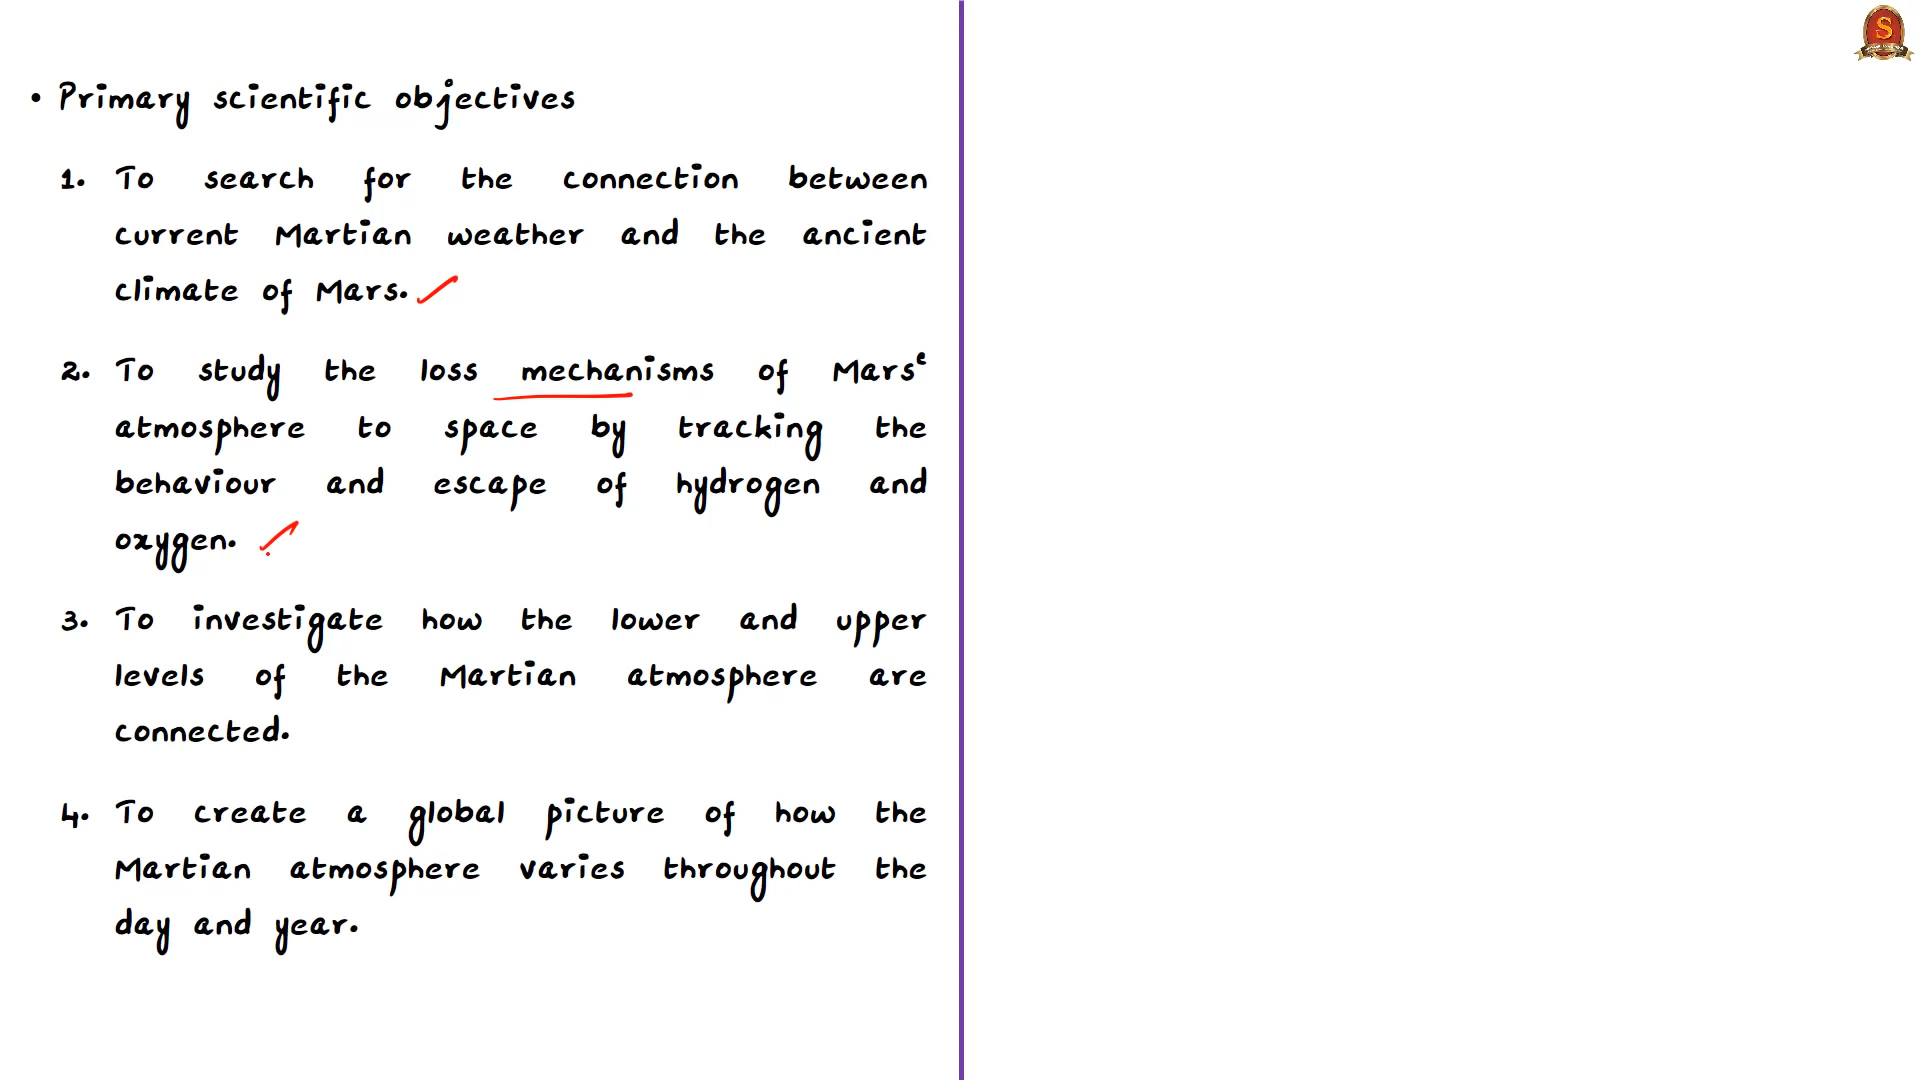 • Primary scientific objectives
1. To search for the connection between
current Martian weather and the ancient
climate of Mars.
2. To study the loss mechanisms of Mars‘
atmosphere to space by tracking the
behaviour and escape of hydrogen and
oxygen.
3. To investigate how the lower and upper
levels of the Martian atmosphere are
connected.
4. To create a global picture of how the
Martian atmosphere varies throughout the
day and year.
S